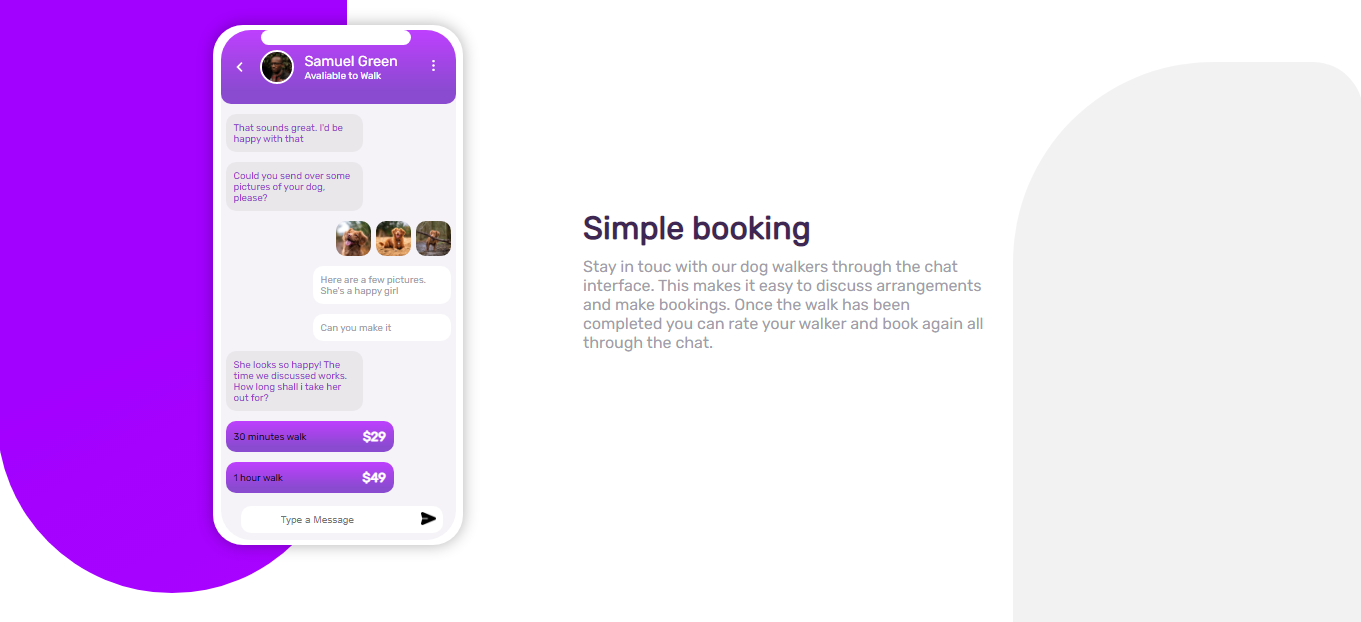 Samuel Green
Avaliable to Walk
That sounds great. I'd be
happy with that
Could you send over some
pictures of your dog,
please?
Here are a few pictures.
She's a happy girl
Can you make it
She looks so happy! The
time we discussed works.
How long shall i take her
out for?
30 minutes walk $29
1 hour walk $49
Type a Message
Simple booking
Stay in touc with our dog walkers through the chat
interface. This makes it easy to discuss arrangements
and make bookings. Once the walk has been
completed you can rate your walker and book again all
through the chat.